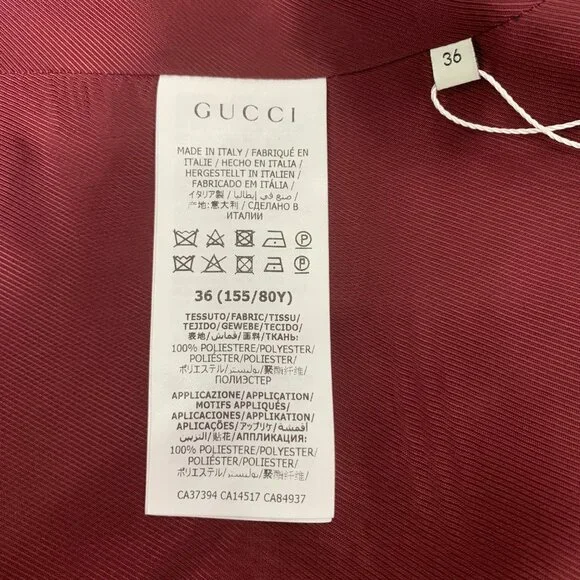 36
GUCCI
MADE IN ITALY / FABRIQUÉ EN
ITALIE / HECHO EN ITALIA /
HERGESTELLT IN ITALIEN /
FABRICADO EM ITÁLIA /
イタリア製 / صنع في إيطاليا /
产地:意大利 / СДЕЛАНО В
ИТАЛИИ
P
P
36 (155/80Y)
TESSUTO/FABRIC/TISSU/
TEJIDO/GEWEBE/TECIDO/
表地/قماش/面料/ТКАНЬ:
100% POLIESTERE/POLYESTER/
POLIÉSTER/POLYESTER/
ポリエステル/بوليستر/聚酯纤维/
ПОЛИЭСТЕР
APPLICAZIONE/APPLICATION/
MOTIFS APPLIQUÉS/
APLICACIONES/APPLIKATION/
APLICAÇÕES/アップリケ/أقمشة
التزيين/贴花/АППЛИКАЦИЯ:
100% POLIESTERE/POLYESTER/
POLIÉSTER/POLYESTER/
ポリエステル/بوليستر/聚酯纤维/
ПОЛИЭСТЕР
CA37394 CA14517 CA84937